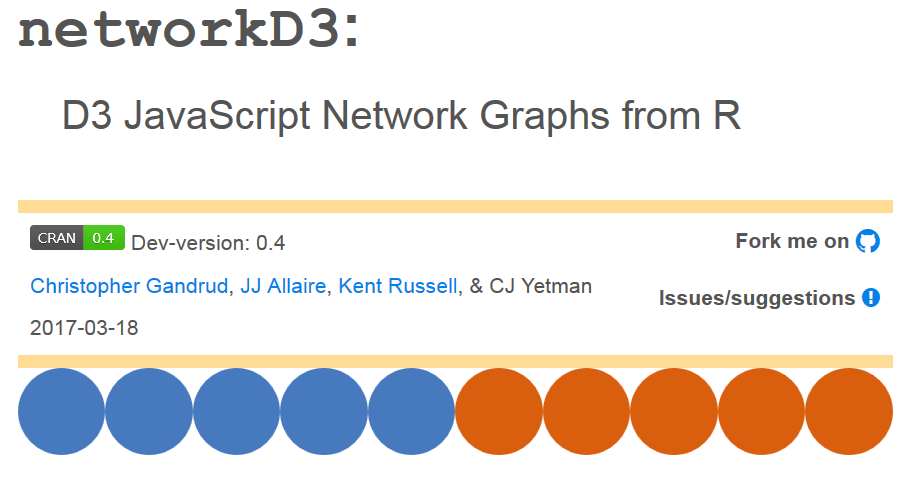 networkD3:
D3 JavaScript Network Graphs from R
CRAN 0.4 Dev-version: 0.4
Fork me on
Christopher Gandrud, JJ Allaire, Kent Russell, & CJ Yetman
Issues/suggestions
2017-03-18